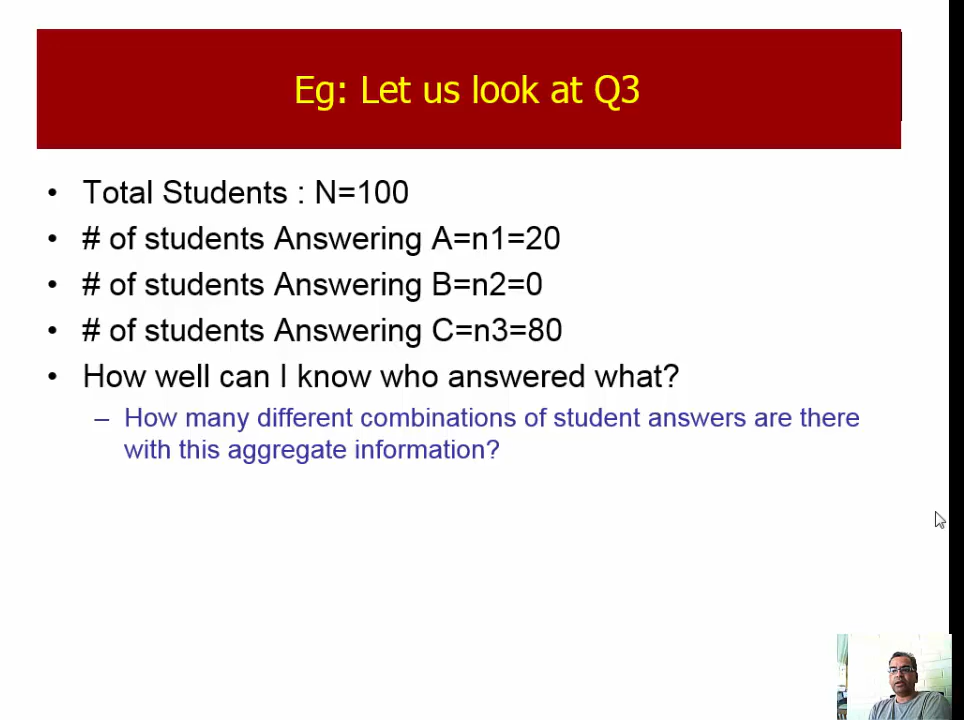 Eg: Let us look at Q3
• Total Students : N=100
• # of students Answering A=n1=20
• # of students Answering B=n2=0
• # of students Answering C=n3=80
• How well can I know who answered what?
– How many different combinations of student answers are there
with this aggregate information?